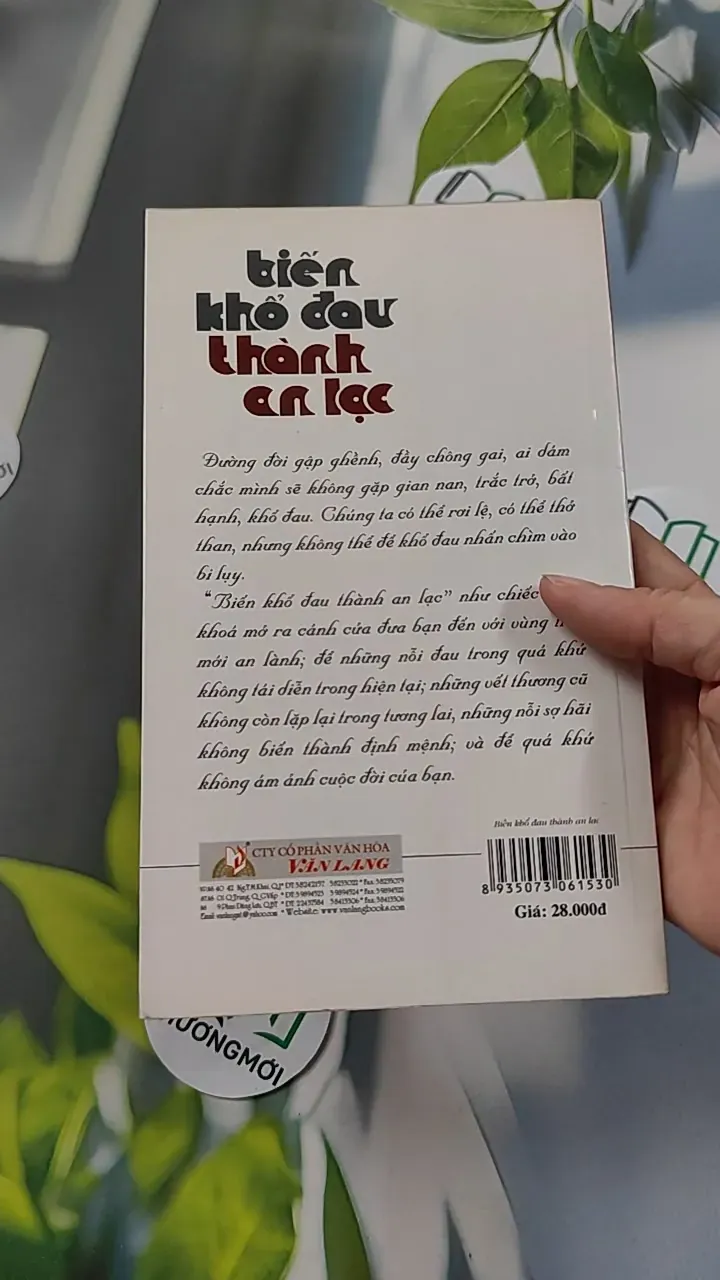 biến
khổ đau
thành
an lạc
Đường đời gập ghềnh, đầy chông gai, ai dám
chắc mình sẽ không gặp gian nan, trắc trở, bất
hạnh, khổ đau. Chúng ta có thể rơi lệ, có thể thở
than, nhưng không thể để khổ đau nhấn chìm vào
bi lụy.
"Biến khổ đau thành an lạc" như chiếc
khoá mở ra cánh cửa đưa bạn đến với vùng
mới an lành; để những nỗi đau trong quá khứ
không tái diễn trong hiện tại; những vết thương cũ
không còn lặp lại trong tương lai, những nỗi sợ hãi
không biến thành định mệnh; và để quá khứ
không ám ảnh cuộc đời của bạn.
Biến khổ đau thành an lạc
CTY CỔ PHẦN VĂN HÓA
VĂN LANG
8 935073 061530
Giá: 28.000đ
Website: www.vanlangbooks.com
ƯƠNGMỚI